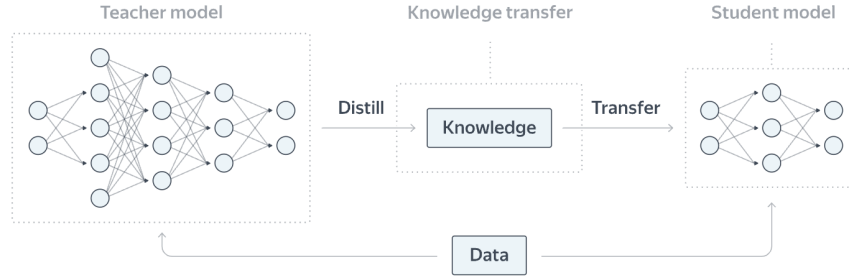 Teacher model
Knowledge transfer
Student model
Distill
Knowledge
Transfer
Data